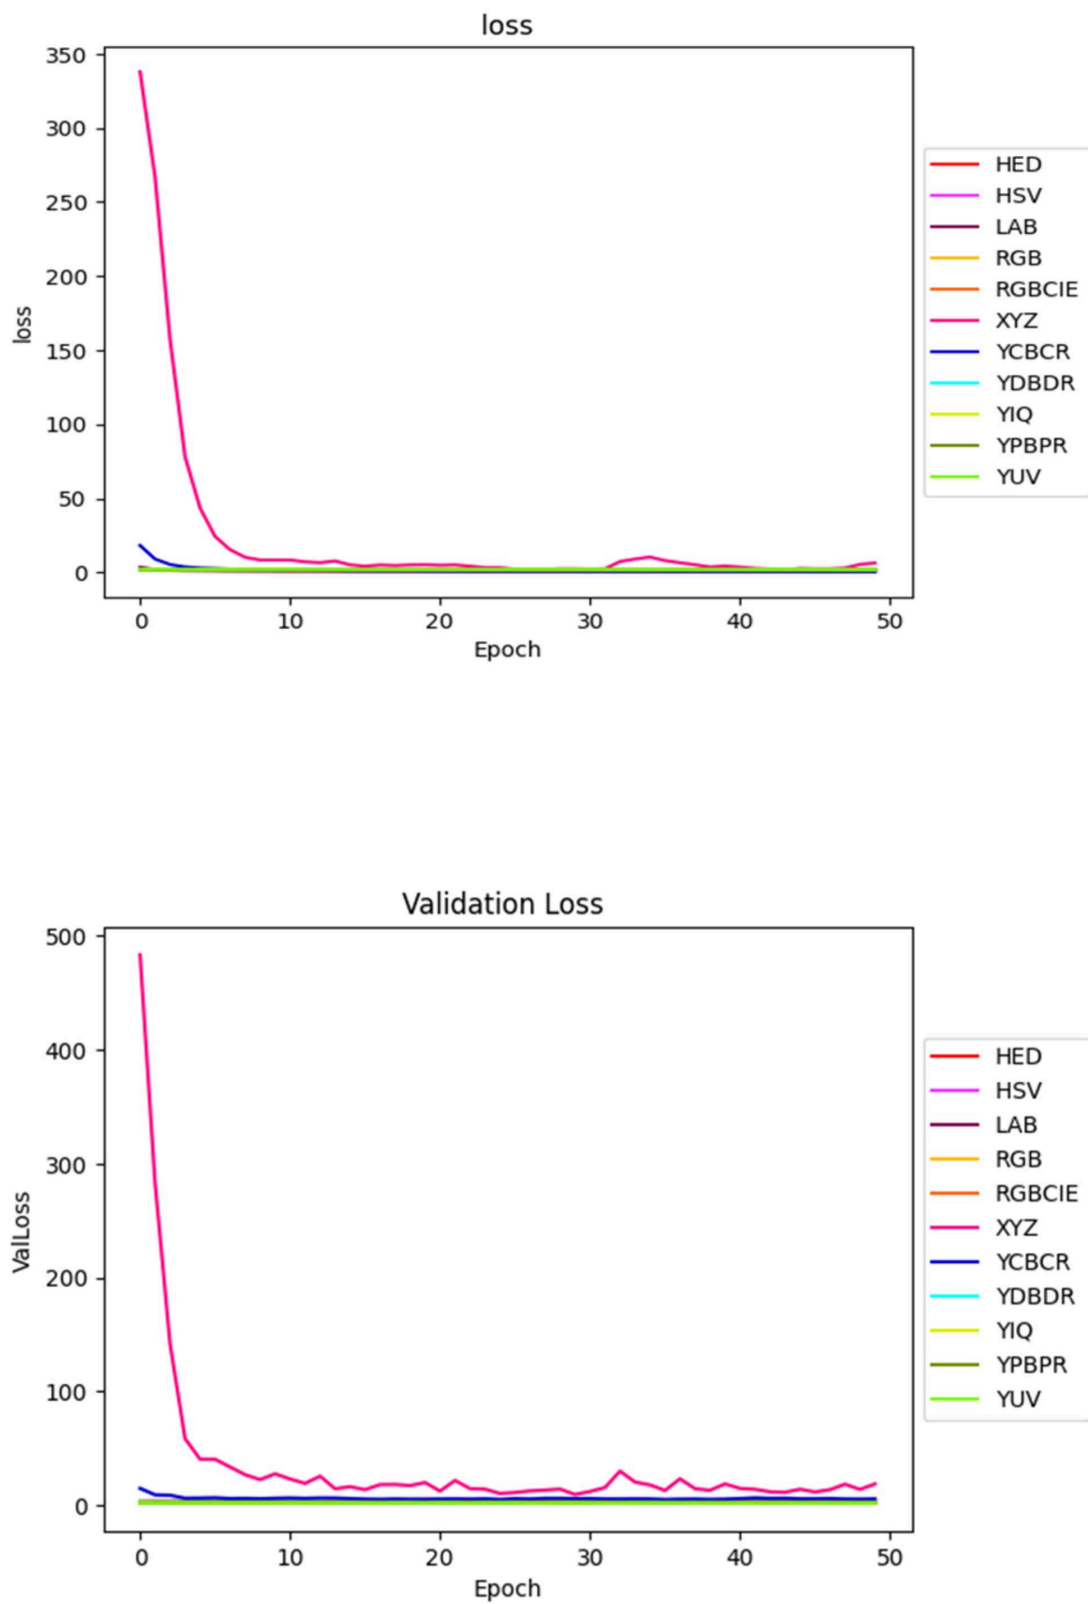 loss
350
300
250
200
150
100
50
0
loss
0 10 20 30 40 50
Epoch
HED
HSV
LAB
RGB
RGBCIE
XYZ
YCBCR
YDBDR
YIQ
YPBPR
YUV
Validation Loss
500
400
300
200
100
0
ValLoss
0 10 20 30 40 50
Epoch
HED
HSV
LAB
RGB
RGBCIE
XYZ
YCBCR
YDBDR
YIQ
YPBPR
YUV